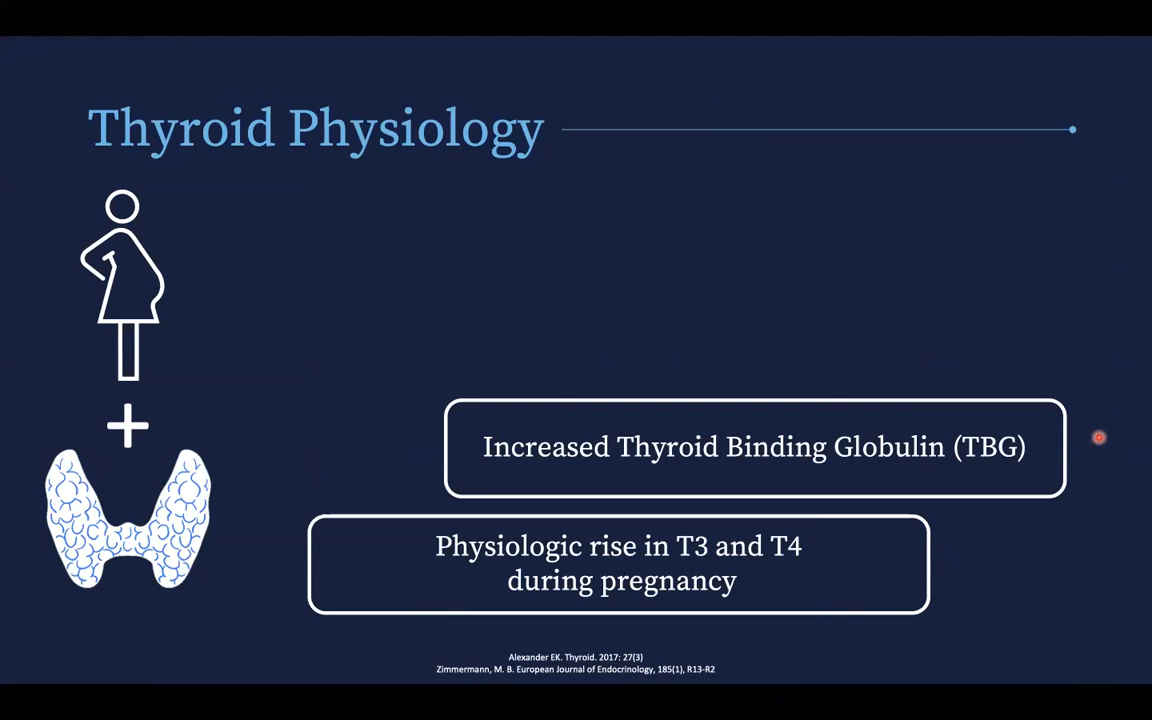 Thyroid Physiology
Increased Thyroid Binding Globulin (TBG)
Physiologic rise in T3 and T4
during pregnancy
Alexander EK. Thyroid. 2017: 27(3)
Zimmermann, M. B. European Journal of Endocrinology, 185(1), R13-R2